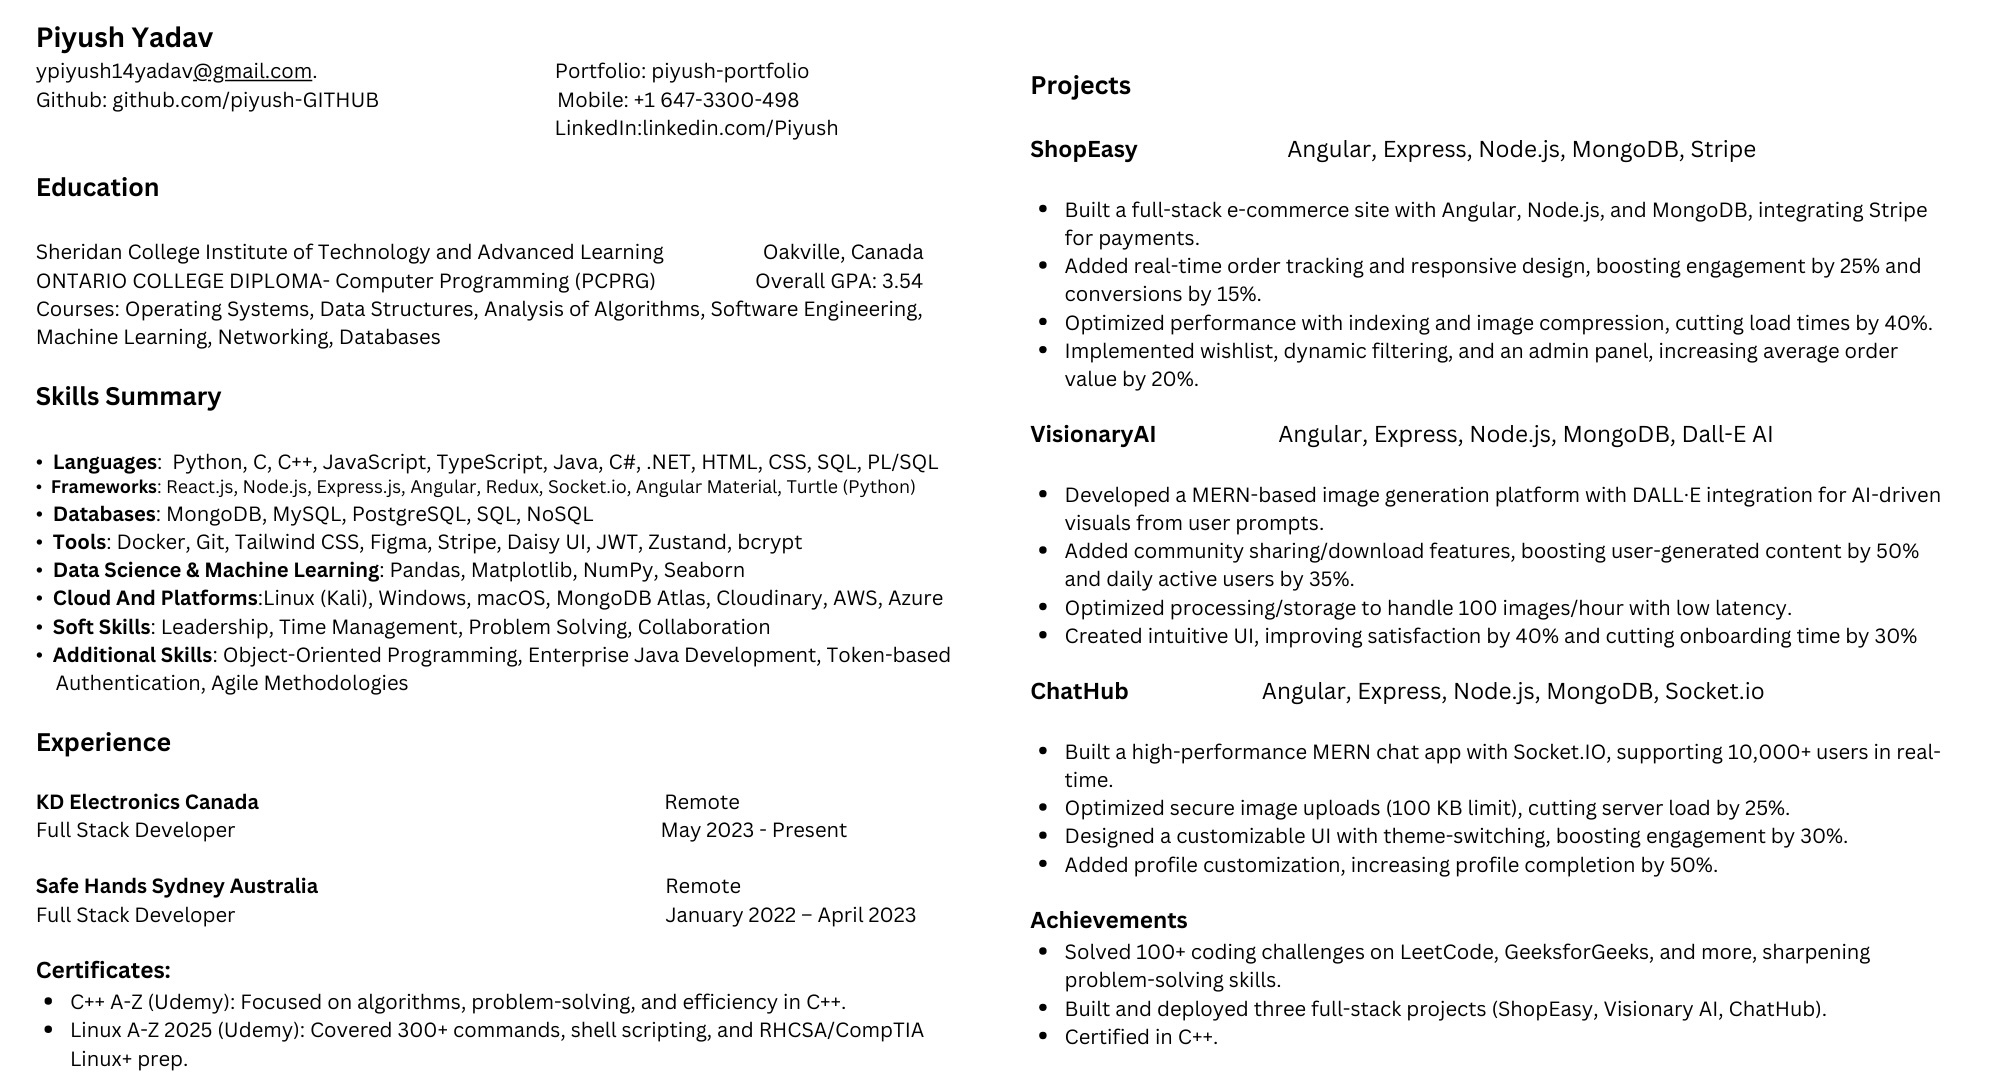 Piyush Yadav
ypiyush14yadav@gmail.com.
Github: github.com/piyush-GITHUB
Portfolio: piyush-portfolio
Mobile: +1 647-3300-498
LinkedIn:linkedin.com/Piyush
Education
Sheridan College Institute of Technology and Advanced Learning Oakville, Canada
ONTARIO COLLEGE DIPLOMA- Computer Programming (PCPRG) Overall GPA: 3.54
Courses: Operating Systems, Data Structures, Analysis of Algorithms, Software Engineering,
Machine Learning, Networking, Databases
Skills Summary
• Languages: Python, C, C++, JavaScript, TypeScript, Java, C#, .NET, HTML, CSS, SQL, PL/SQL
• Frameworks: React.js, Node.js, Express.js, Angular, Redux, Socket.io, Angular Material, Turtle (Python)
• Databases: MongoDB, MySQL, PostgreSQL, SQL, NoSQL
• Tools: Docker, Git, Tailwind CSS, Figma, Stripe, Daisy UI, JWT, Zustand, bcrypt
• Data Science & Machine Learning: Pandas, Matplotlib, NumPy, Seaborn
• Cloud And Platforms:Linux (Kali), Windows, macOS, MongoDB Atlas, Cloudinary, AWS, Azure
• Soft Skills: Leadership, Time Management, Problem Solving, Collaboration
• Additional Skills: Object-Oriented Programming, Enterprise Java Development, Token-based
Authentication, Agile Methodologies
Experience
KD Electronics Canada Remote
Full Stack Developer May 2023 - Present
Safe Hands Sydney Australia Remote
Full Stack Developer January 2022 – April 2023
Certificates:
• C++ A-Z (Udemy): Focused on algorithms, problem-solving, and efficiency in C++.
• Linux A-Z 2025 (Udemy): Covered 300+ commands, shell scripting, and RHCSA/CompTIA
Linux+ prep.
Projects
ShopEasy Angular, Express, Node.js, MongoDB, Stripe
• Built a full-stack e-commerce site with Angular, Node.js, and MongoDB, integrating Stripe
for payments.
• Added real-time order tracking and responsive design, boosting engagement by 25% and
conversions by 15%.
• Optimized performance with indexing and image compression, cutting load times by 40%.
• Implemented wishlist, dynamic filtering, and an admin panel, increasing average order
value by 20%.
VisionaryAI Angular, Express, Node.js, MongoDB, Dall-E AI
• Developed a MERN-based image generation platform with DALL·E integration for AI-driven
visuals from user prompts.
• Added community sharing/download features, boosting user-generated content by 50%
and daily active users by 35%.
• Optimized processing/storage to handle 100 images/hour with low latency.
• Created intuitive UI, improving satisfaction by 40% and cutting onboarding time by 30%
ChatHub Angular, Express, Node.js, MongoDB, Socket.io
• Built a high-performance MERN chat app with Socket.IO, supporting 10,000+ users in real-
time.
• Optimized secure image uploads (100 KB limit), cutting server load by 25%.
• Designed a customizable UI with theme-switching, boosting engagement by 30%.
• Added profile customization, increasing profile completion by 50%.
Achievements
• Solved 100+ coding challenges on LeetCode, GeeksforGeeks, and more, sharpening
problem-solving skills.
• Built and deployed three full-stack projects (ShopEasy, Visionary AI, ChatHub).
• Certified in C++.